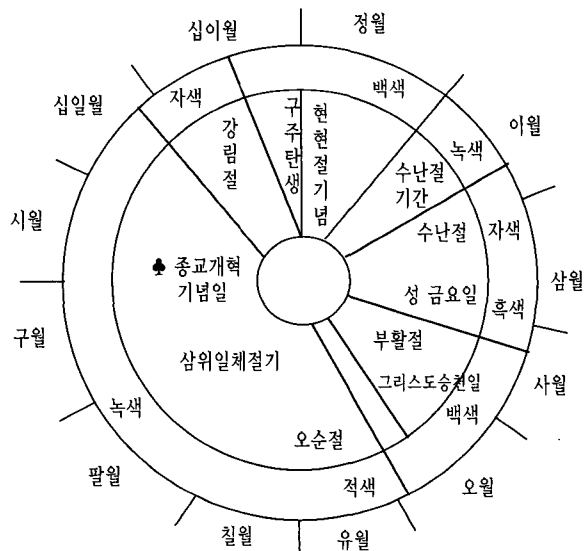 십이월
정월
십일월
자색
백색
이월
강림절
구주탄생
현현절기념
녹색
수난절
기간
시월
수난절
자색
♣ 종교개혁
기념일
성 금요일
삼월
흑색
구월
부활절
삼위일체절기
그리스도승천일
사월
백색
녹색
오순절
팔월
적색
오월
칠월
유월